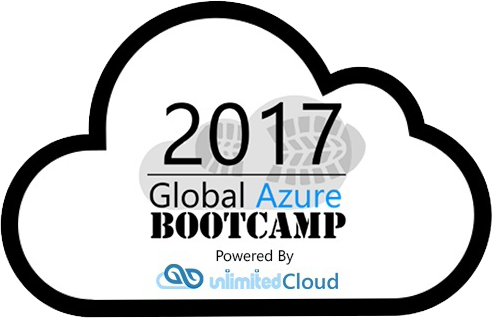 2017
Global Azure
BOOTCAMP
Powered By
unlimitedCloud